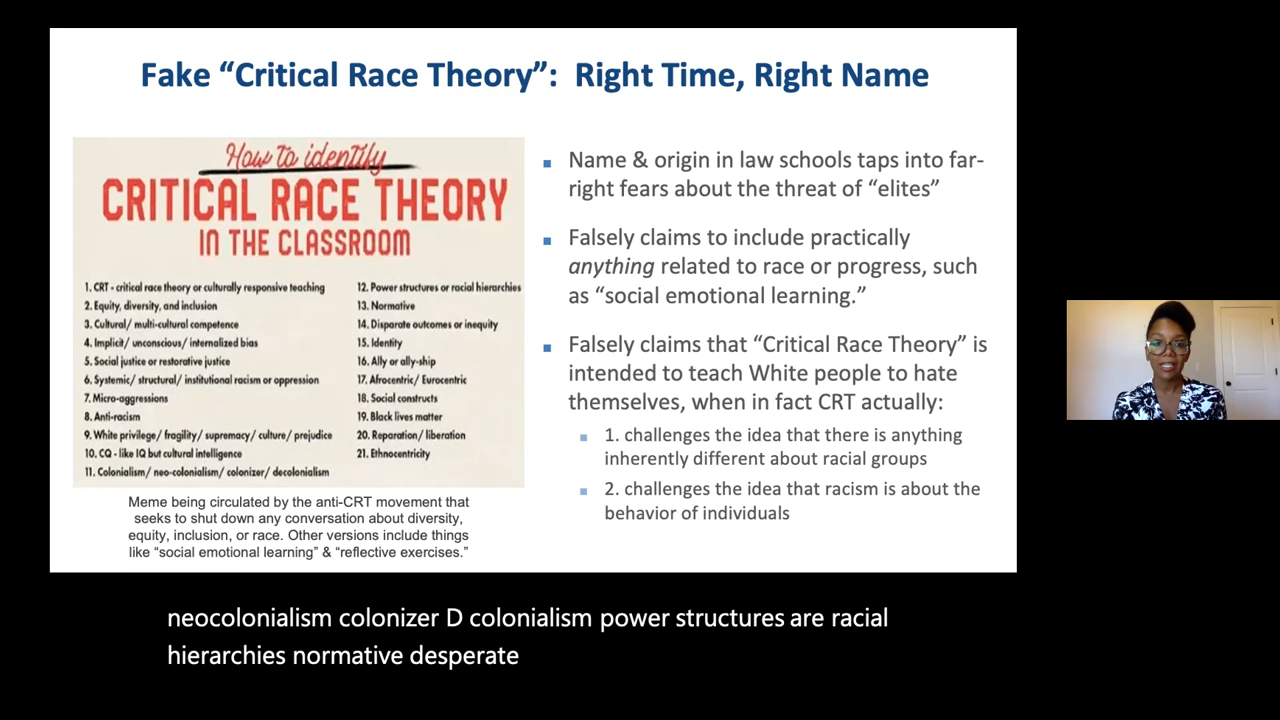 Fake “Critical Race Theory”: Right Time, Right Name
How to identify
CRITICAL RACE THEORY
IN THE CLASSROOM
1. CRT - critical race theory or culturally responsive teaching
2. Equity, diversity, and inclusion
3. Cultural/ multi-cultural competence
4. Implicit/ unconscious/ internalized bias
5. Social justice or restorative justice
6. Systemic/ structural/ institutional racism or oppression
7. Micro-aggressions
8. Anti-racism
9. White privilege/ fragility/ supremacy/ culture/ prejudice
10. CQ - like IQ but cultural intelligence
11. Colonialism/ neo-colonialism/ colonizer/ decolonialism
12. Power structures or racial hierarchies
13. Normative
14. Disparate outcomes or inequity
15. Identity
16. Ally or ally-ship
17. Afrocentric/ Eurocentric
18. Social constructs
19. Black lives matter
20. Reparation/ liberation
21. Ethnocentricity
Meme being circulated by the anti-CRT movement that
seeks to shut down any conversation about diversity,
equity, inclusion, or race. Other versions include things
like “social emotional learning” & “reflective exercises.”
Name & origin in law schools taps into far-
right fears about the threat of “elites”
Falsely claims to include practically
anything related to race or progress, such
as “social emotional learning.”
Falsely claims that “Critical Race Theory” is
intended to teach White people to hate
themselves, when in fact CRT actually:
1. challenges the idea that there is anything
inherently different about racial groups
2. challenges the idea that racism is about the
behavior of individuals
neocolonialism colonizer D colonialism power structures are racial
hierarchies normative desperate